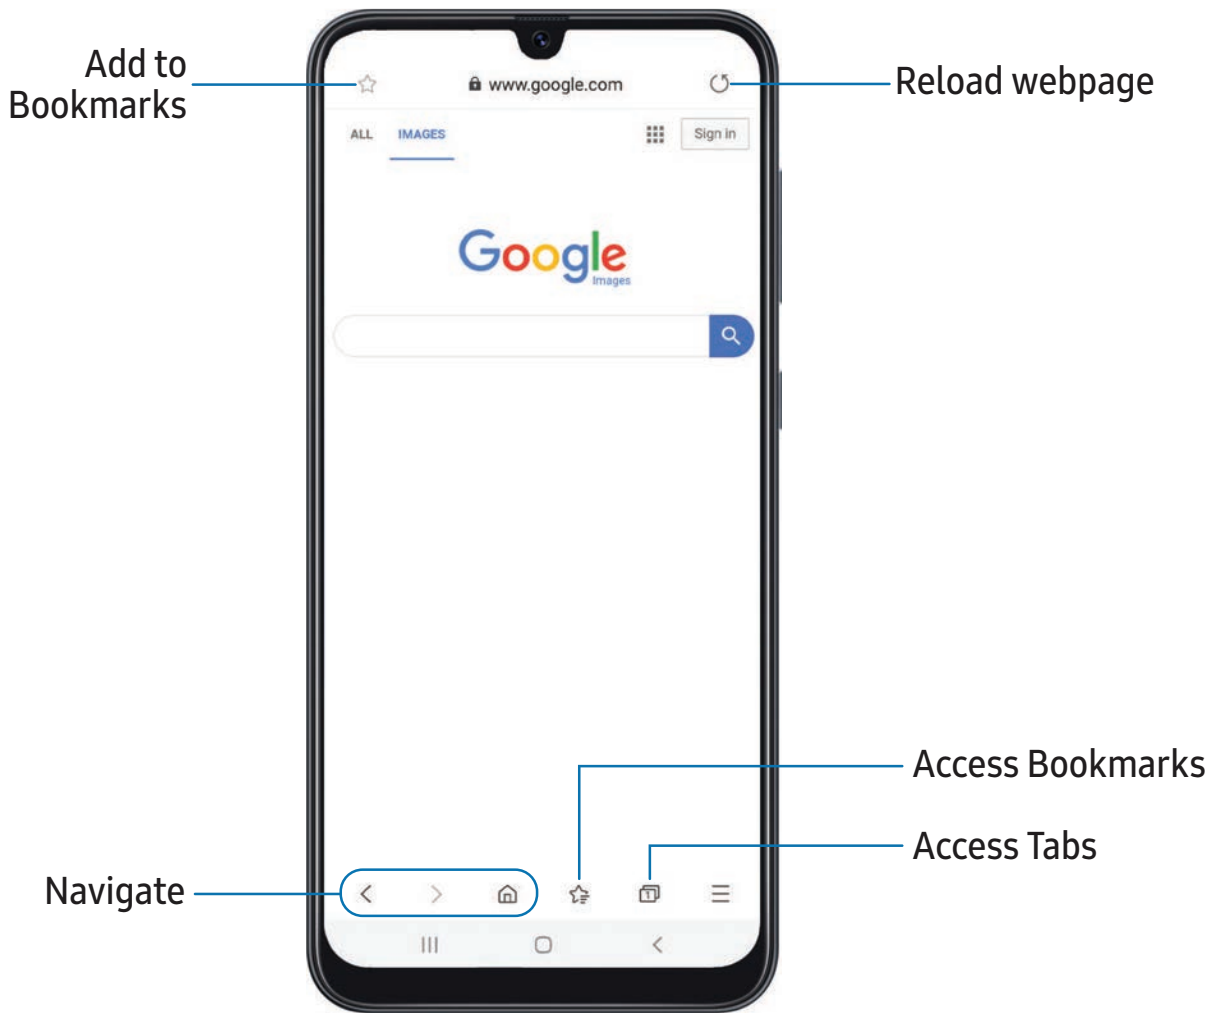 Add to
Bookmarks
www.google.com
Reload webpage
ALL IMAGES Sign in
Google
Images
Access Bookmarks
Access Tabs
Navigate
1